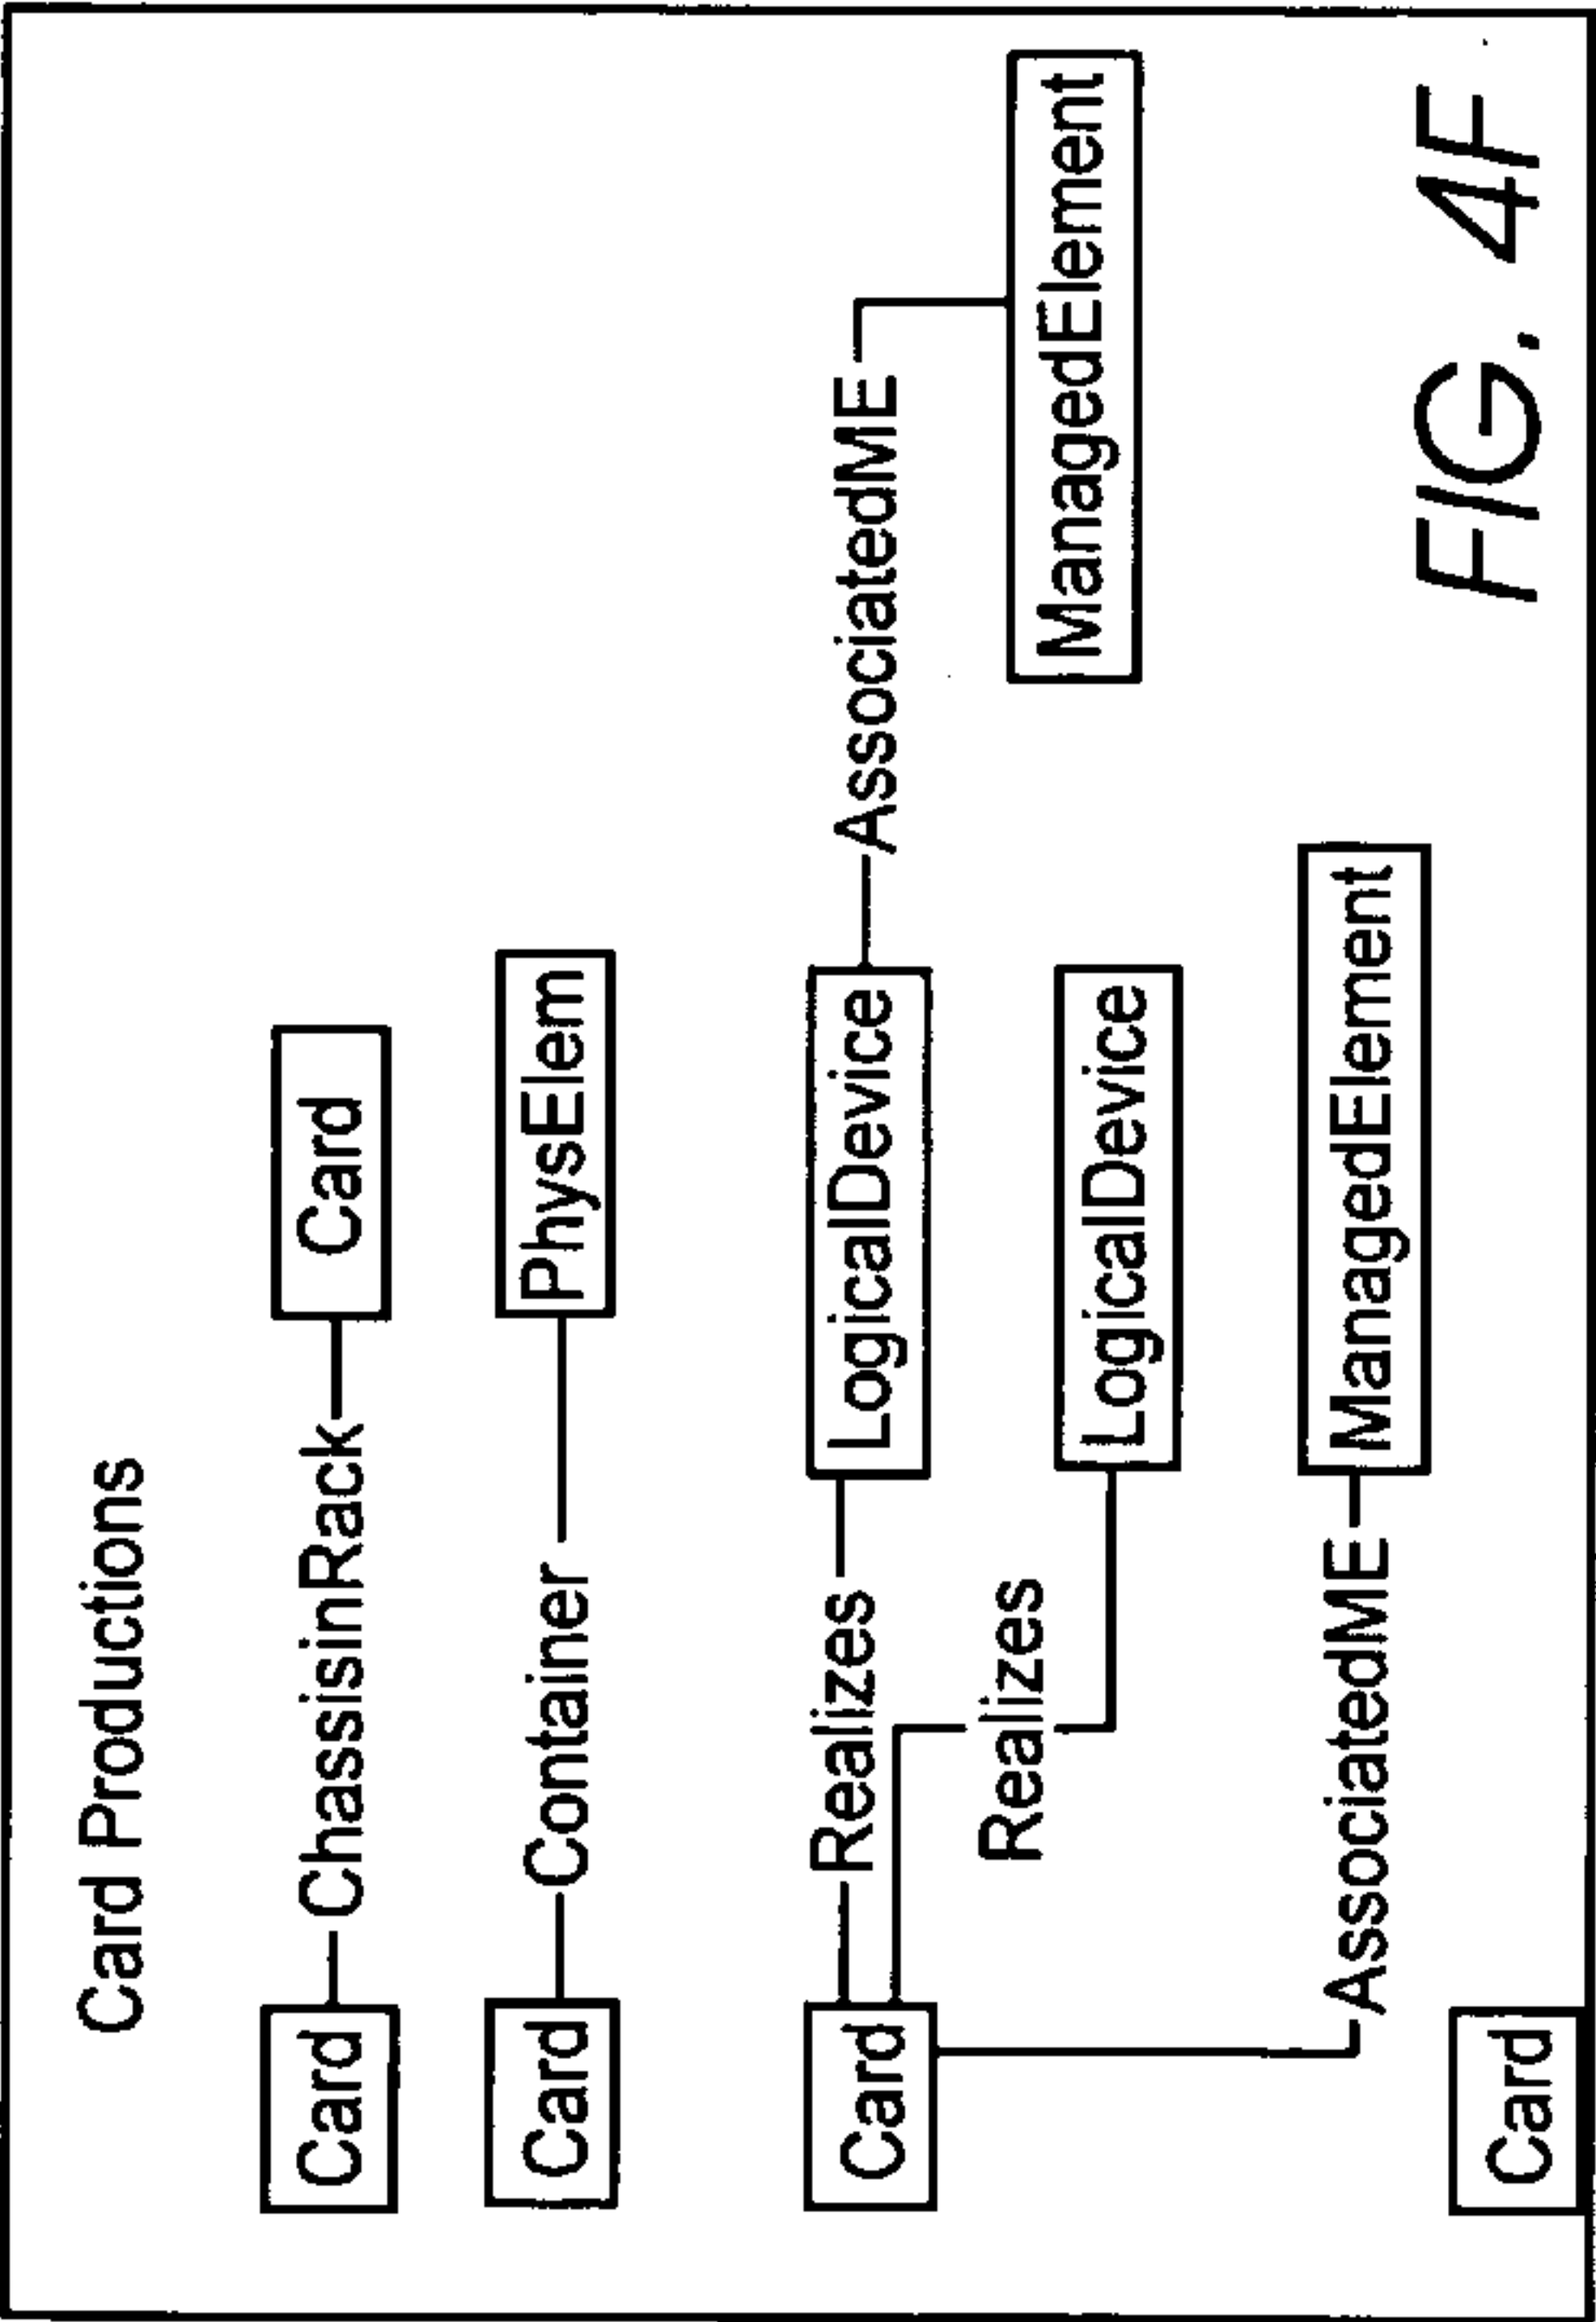 Card Productions
Card ChassisinRack Card
Card Container PhysElem
Card Realizes LogicalDevice AssociatedME
Realizes LogicalDevice ManagedElement
AssociatedME ManagedElement
Card
FIG. 4F